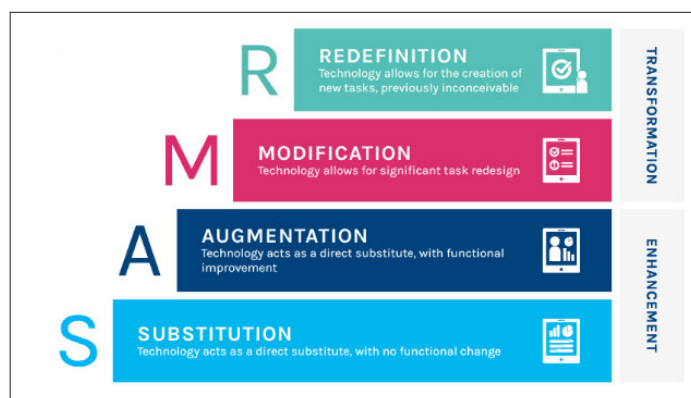 R
REDEFINITION
Technology allows for the creation of
new tasks, previously inconceivable
M
MODIFICATION
Technology allows for significant task redesign
TRANSFORMATION
A
AUGMENTATION
Technology acts as a direct substitute, with functional
improvement
S
SUBSTITUTION
Technology acts as a direct substitute, with no functional change
ENHANCEMENT